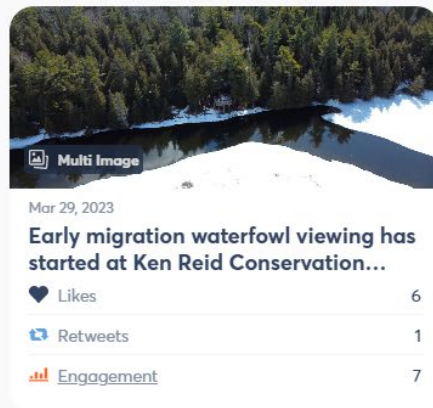 Multi Image
Mar 29, 2023
Early migration waterfowl viewing has
started at Ken Reid Conservation...
Likes 6
Retweets 1
Engagement 7